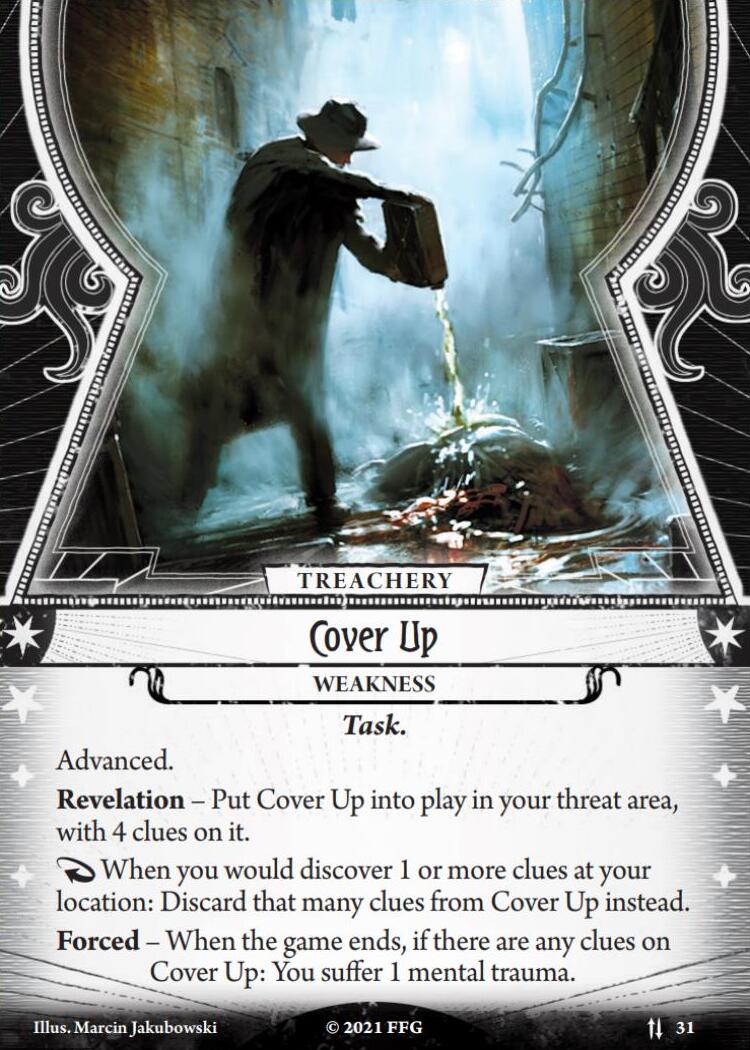 TREACHERY
Cover Up
WEAKNESS
Task.
Advanced.
Revelation – Put Cover Up into play in your threat area,
with 4 clues on it.
When you would discover 1 or more clues at your
location: Discard that many clues from Cover Up instead.
Forced – When the game ends, if there are any clues on
Cover Up: You suffer 1 mental trauma.
Illus. Marcin Jakubowski © 2021 FFG 31